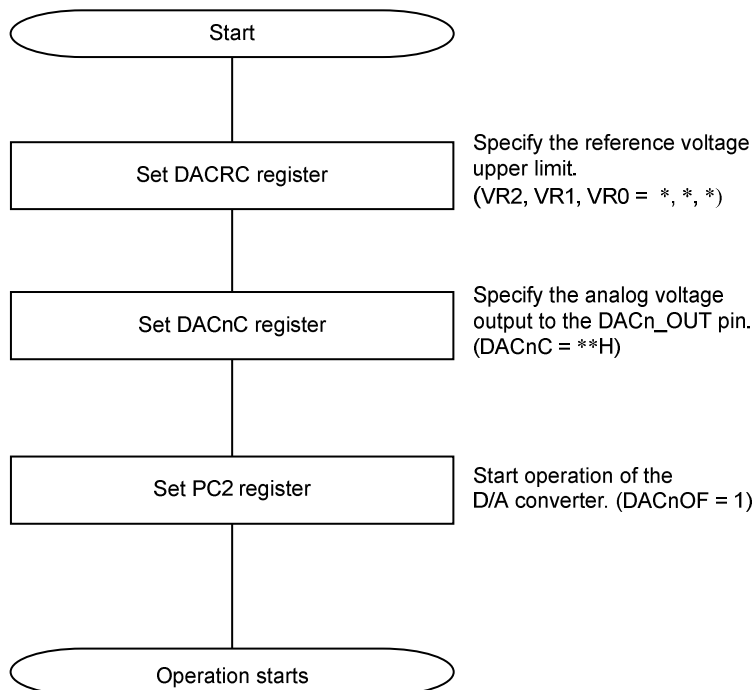 Start
Set DACRC register
Specify the reference voltage
upper limit.
(VR2, VR1, VR0 = *, *, *)
Set DACnC register
Specify the analog voltage
output to the DACn_OUT pin.
(DACnC = **H)
Set PC2 register
Start operation of the
D/A converter. (DACnOF = 1)
Operation starts